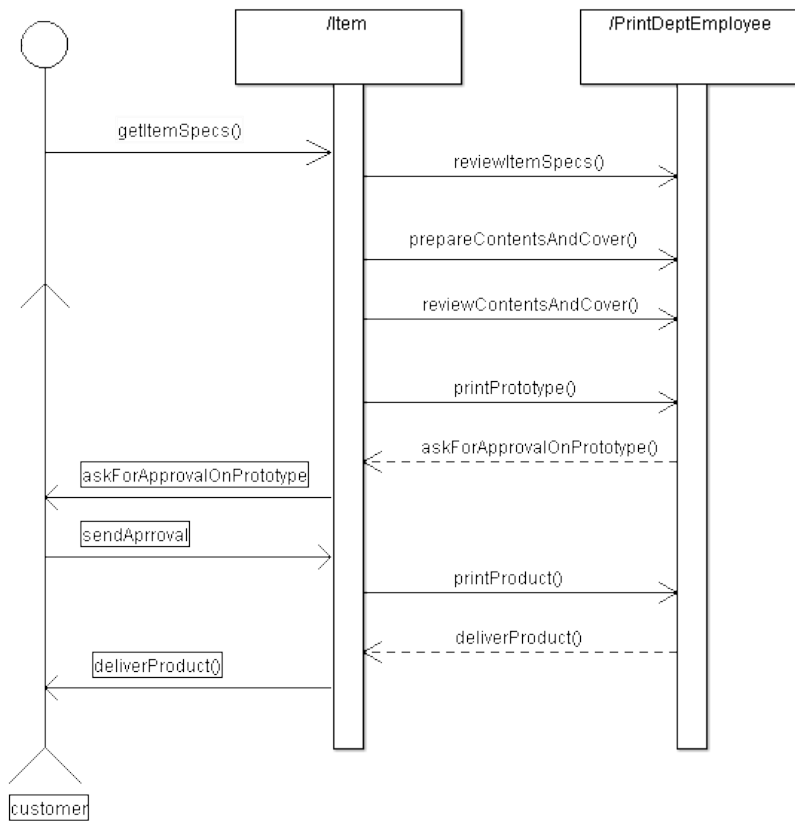 /Item
/PrintDeptEmployee
getItemSpecs()
reviewItemSpecs()
prepareContentsAndCover()
reviewContentsAndCover()
printPrototype()
askForApprovalOnPrototype()
askForApprovalOnPrototype
sendAprroval
printProduct()
deliverProduct()
deliverProduct()
customer